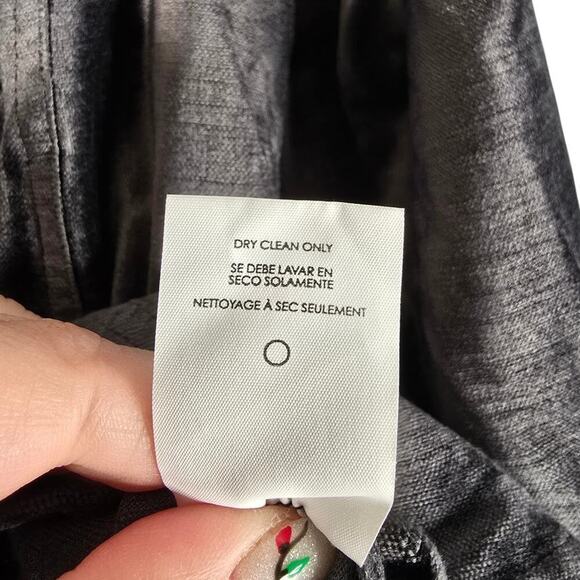 DRY CLEAN ONLY
SE DEBE LAVAR EN
SECO SOLAMENTE
NETTOYAGE À SEC SEULEMENT